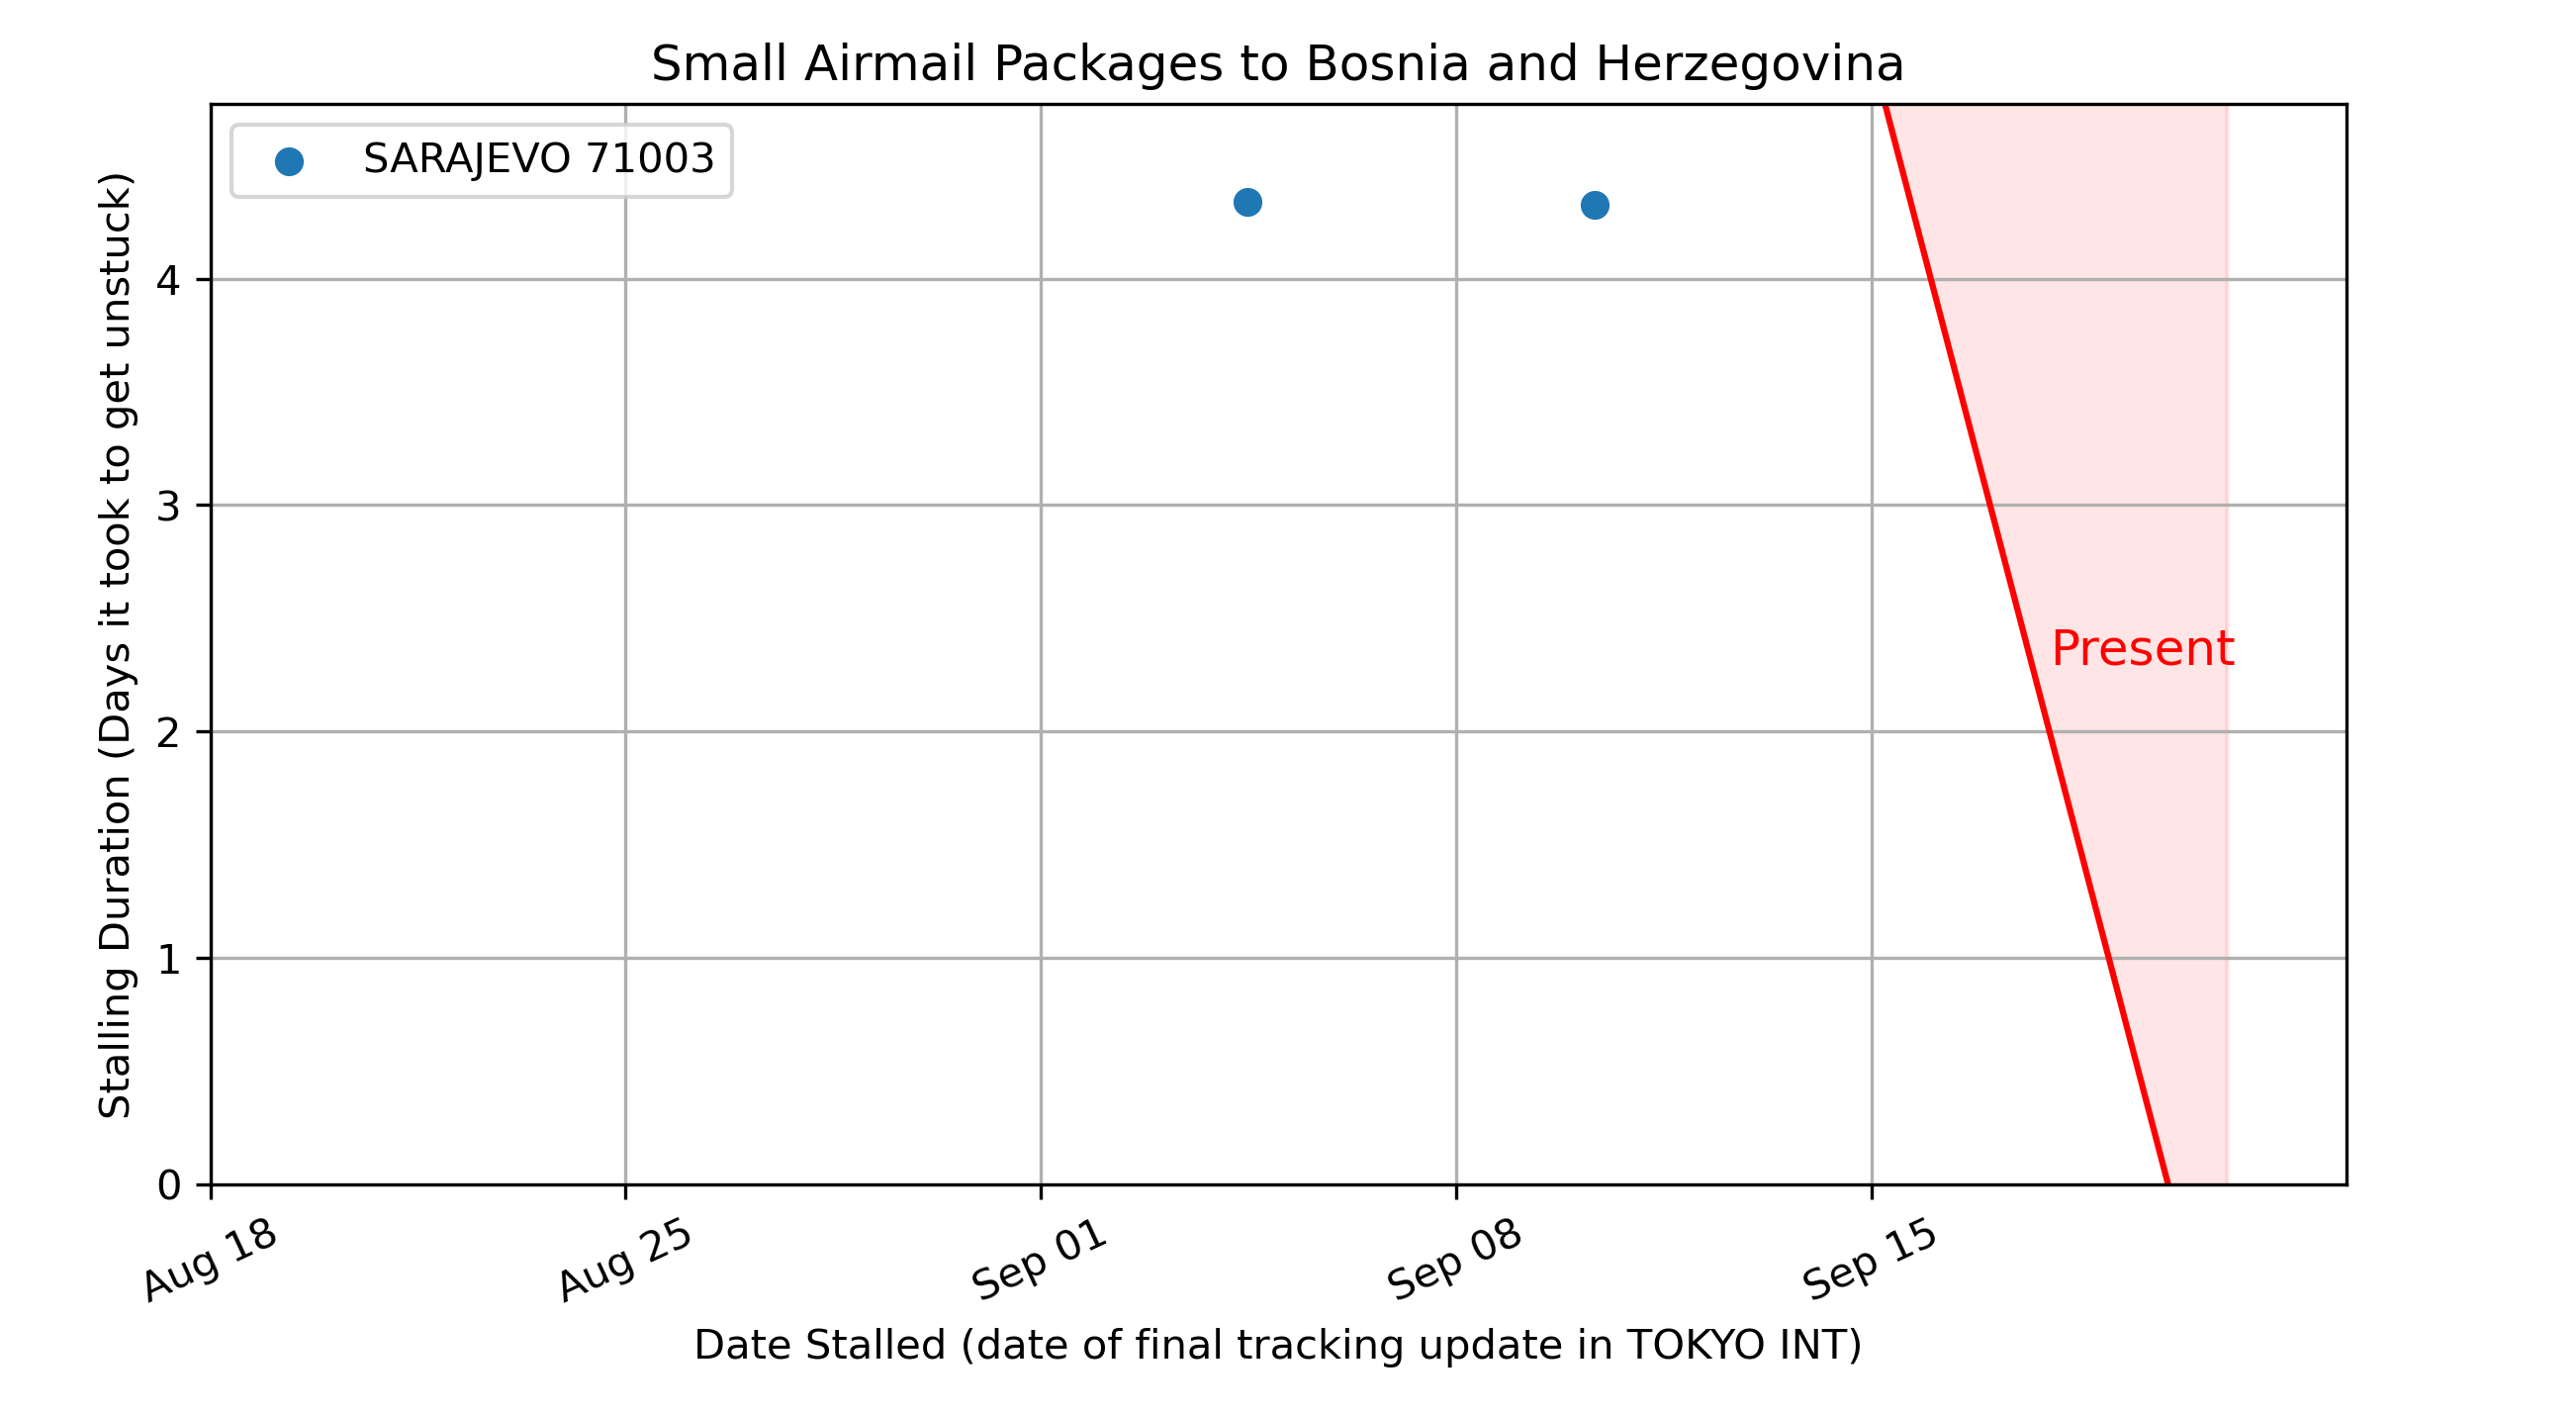 Small Airmail Packages to Bosnia and Herzegovina
SARAJEVO 71003
Stalling Duration (Days it took to get unstuck)
4
3
2
1
0
Present
Aug 18
Aug 25
Sep 01
Sep 08
Sep 15
Date Stalled (date of final tracking update in TOKYO INT)